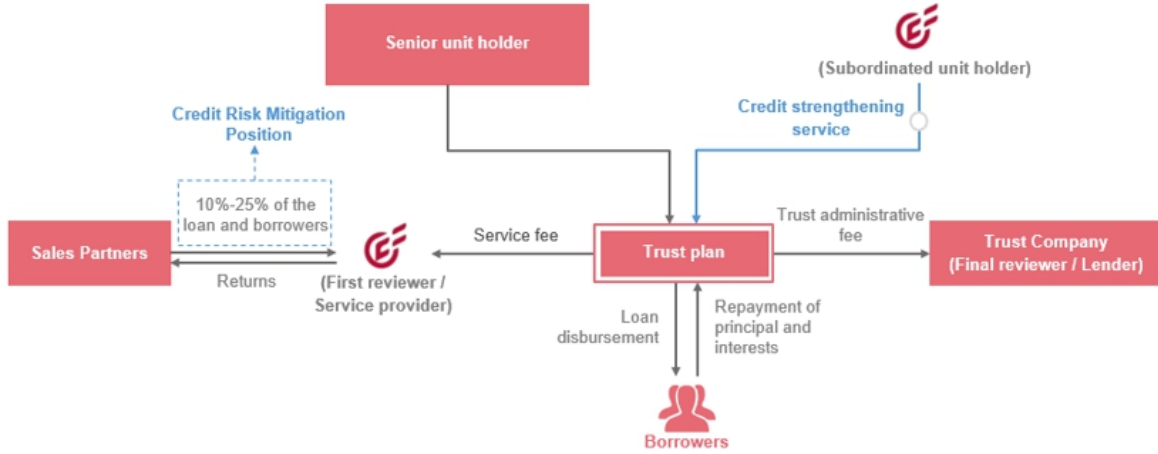 Senior unit holder
(Subordinated unit holder)
Credit Risk Mitigation
Position
Credit strengthening
service
10%-25% of the
loan and borrowers
Sales Partners
Returns
(First reviewer /
Service provider)
Service fee
Trust plan
Trust administrative
fee
Trust Company
(Final reviewer / Lender)
Loan
disbursement
Repayment of
principal and
interests
Borrowers